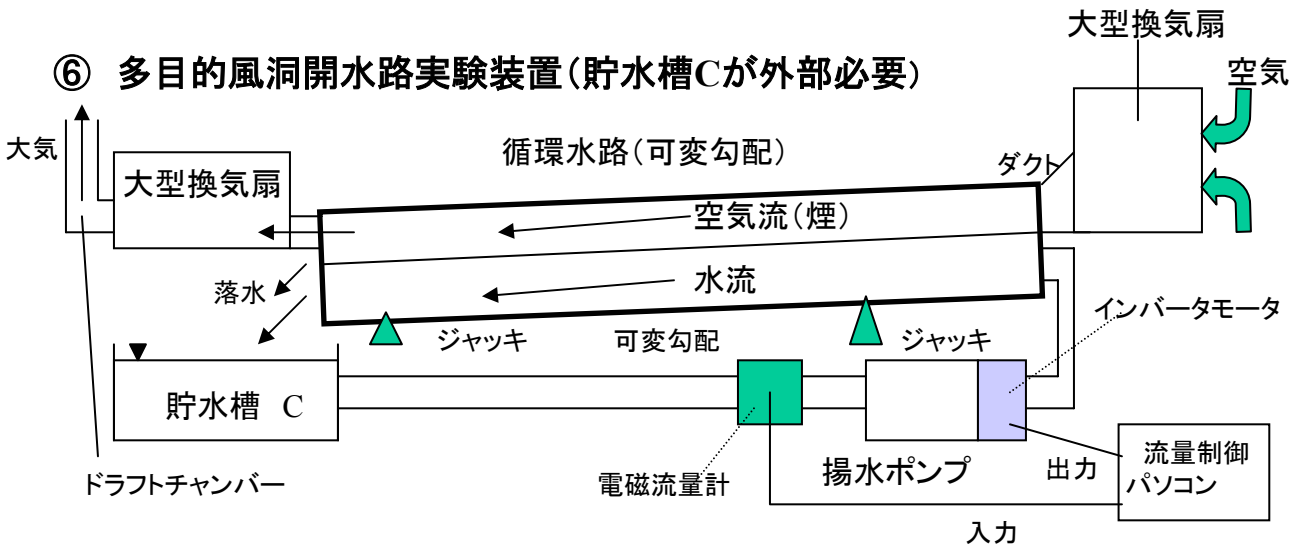 大型換気扇
⑥ 多目的風洞開水路実験装置(貯水槽Cが外部必要)
空気
大気
循環水路(可変勾配)
ダクト
大型換気扇
空気流(煙)
水流
落水
インバータモータ
ジャッキ
可変勾配
ジャッキ
貯水槽 C
ドラフトチャンバー
電磁流量計
揚水ポンプ
出力
流量制御
パソコン
入力